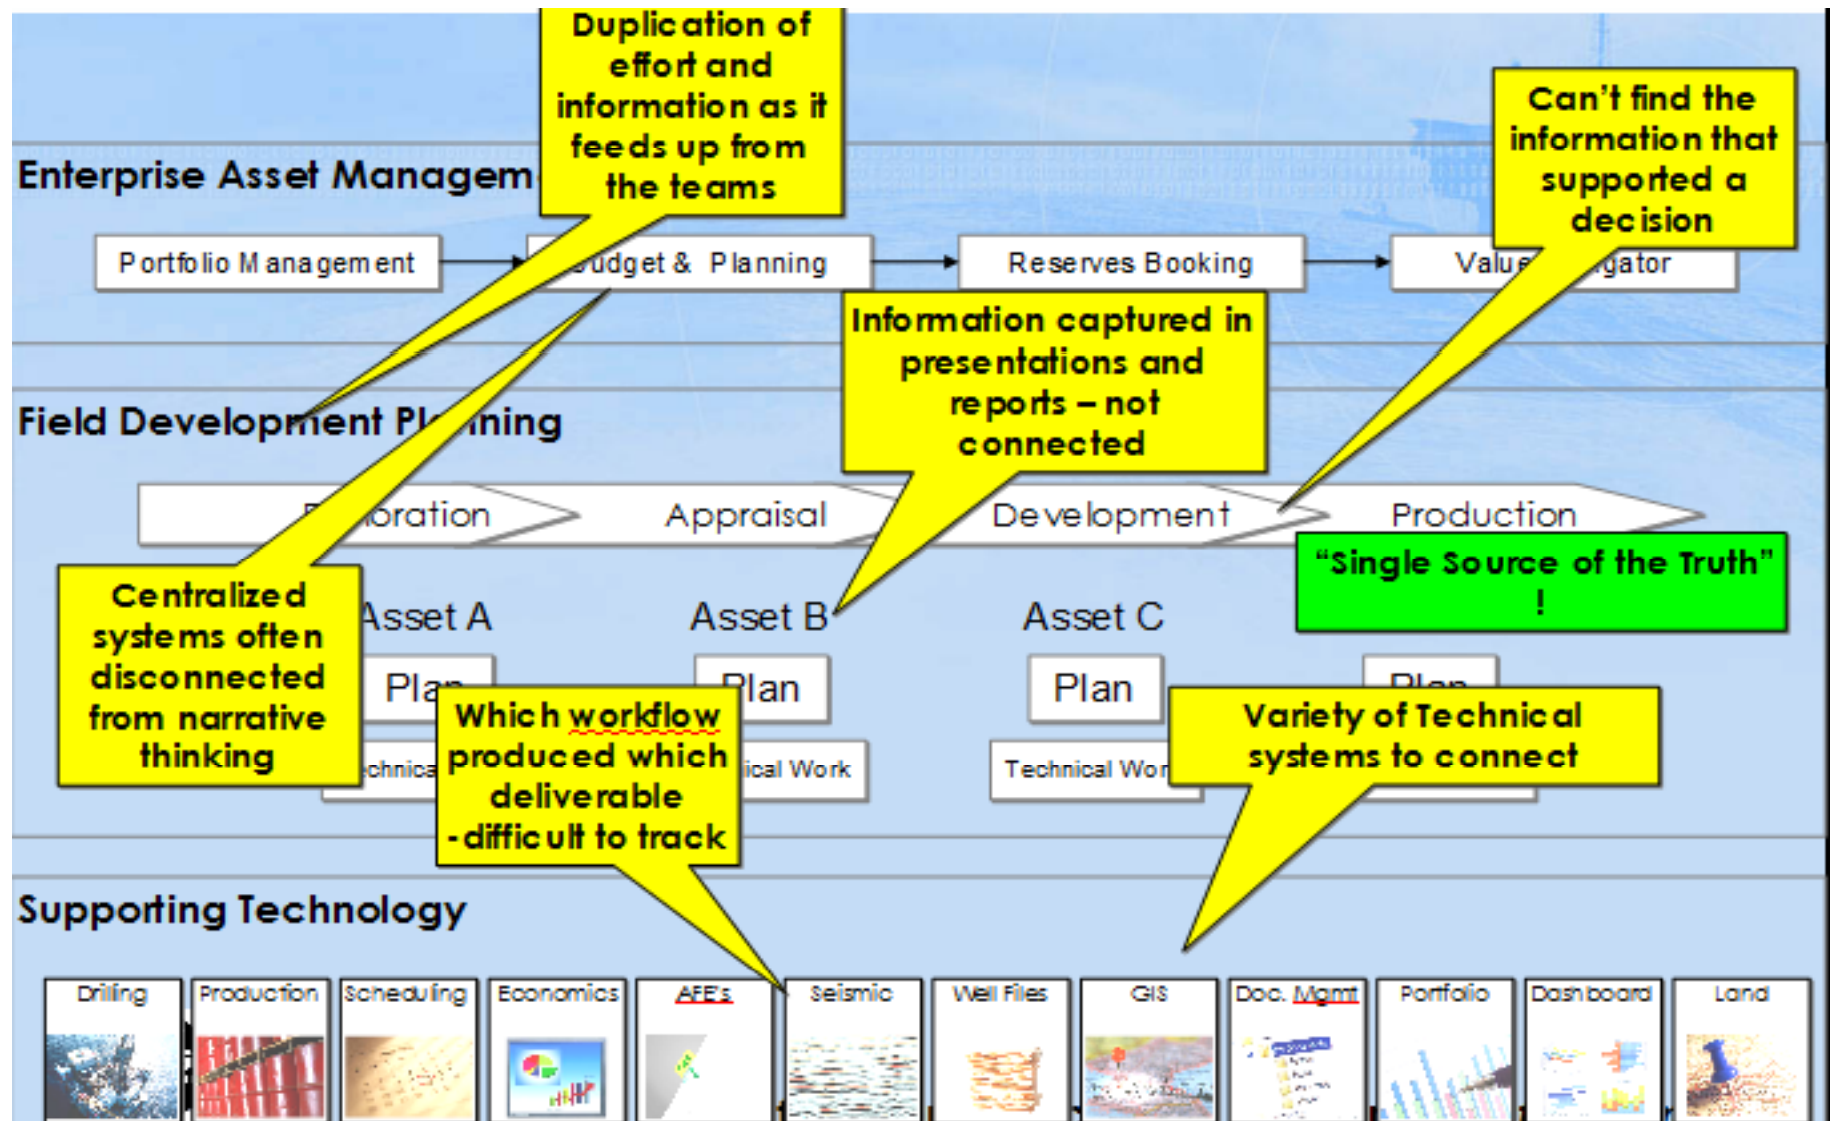 Duplication of
effort and
information as it
feeds up from
the teams
Can't find the
information that
supported a
decision
Enterprise Asset Managem
Portfolio Management
udget & Planning
Reserves Booking
Value
gator
Information captured in
presentations and
reports – not
connected
Field Development Pl
ning
oration
Appraisal
Development
Production
"Single Source of the Truth"
!
Centralized
systems often
disconnected
from narrative
thinking
Asset A
Asset B
Asset C
Plan
Plan
Plan
Plan
Which workflow
produced which
deliverable
-difficult to track
Variety of Technical
systems to connect
echnica
ical Work
Technical Wor
Supporting Technology
Drilling
Production
Scheduling
Economics
AFE's
Seismic
Well Files
GIS
Doc. Mgmt
Portfolio
Dashboard
Land